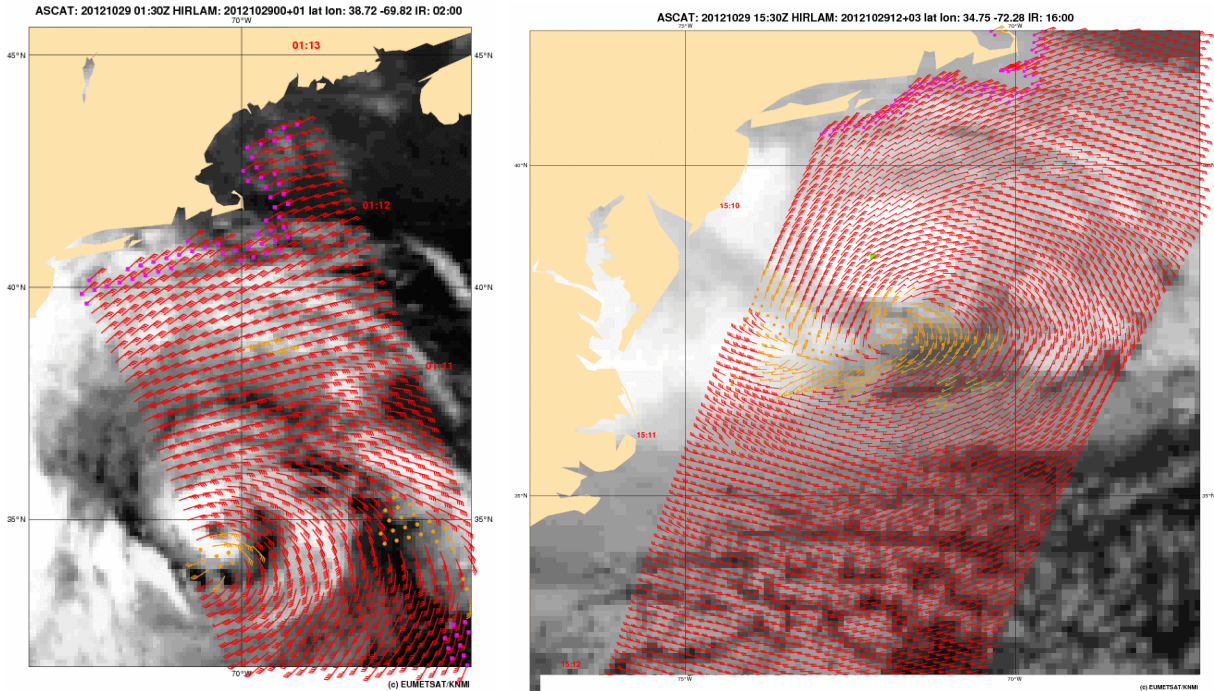 ASCAT: 20121029 01:30Z HIRLAM: 2012102900+01 lat lon: 38.72 -69.82 IR: 02:00
70°W
01:13
45°N
45°N
01:12
40°N
40°N
01:11
35°N
35°N
70°W
(c) EUMETSAT/KNMI
ASCAT: 20121029 15:30Z HIRLAM: 2012102912+03 lat lon: 34.75 -72.28 IR: 16:00
75°W
70°W
40°N
40°N
15:10
15:11
35°N
35°N
15:12
75°W
70°W
(c) EUMETSAT/KNMI